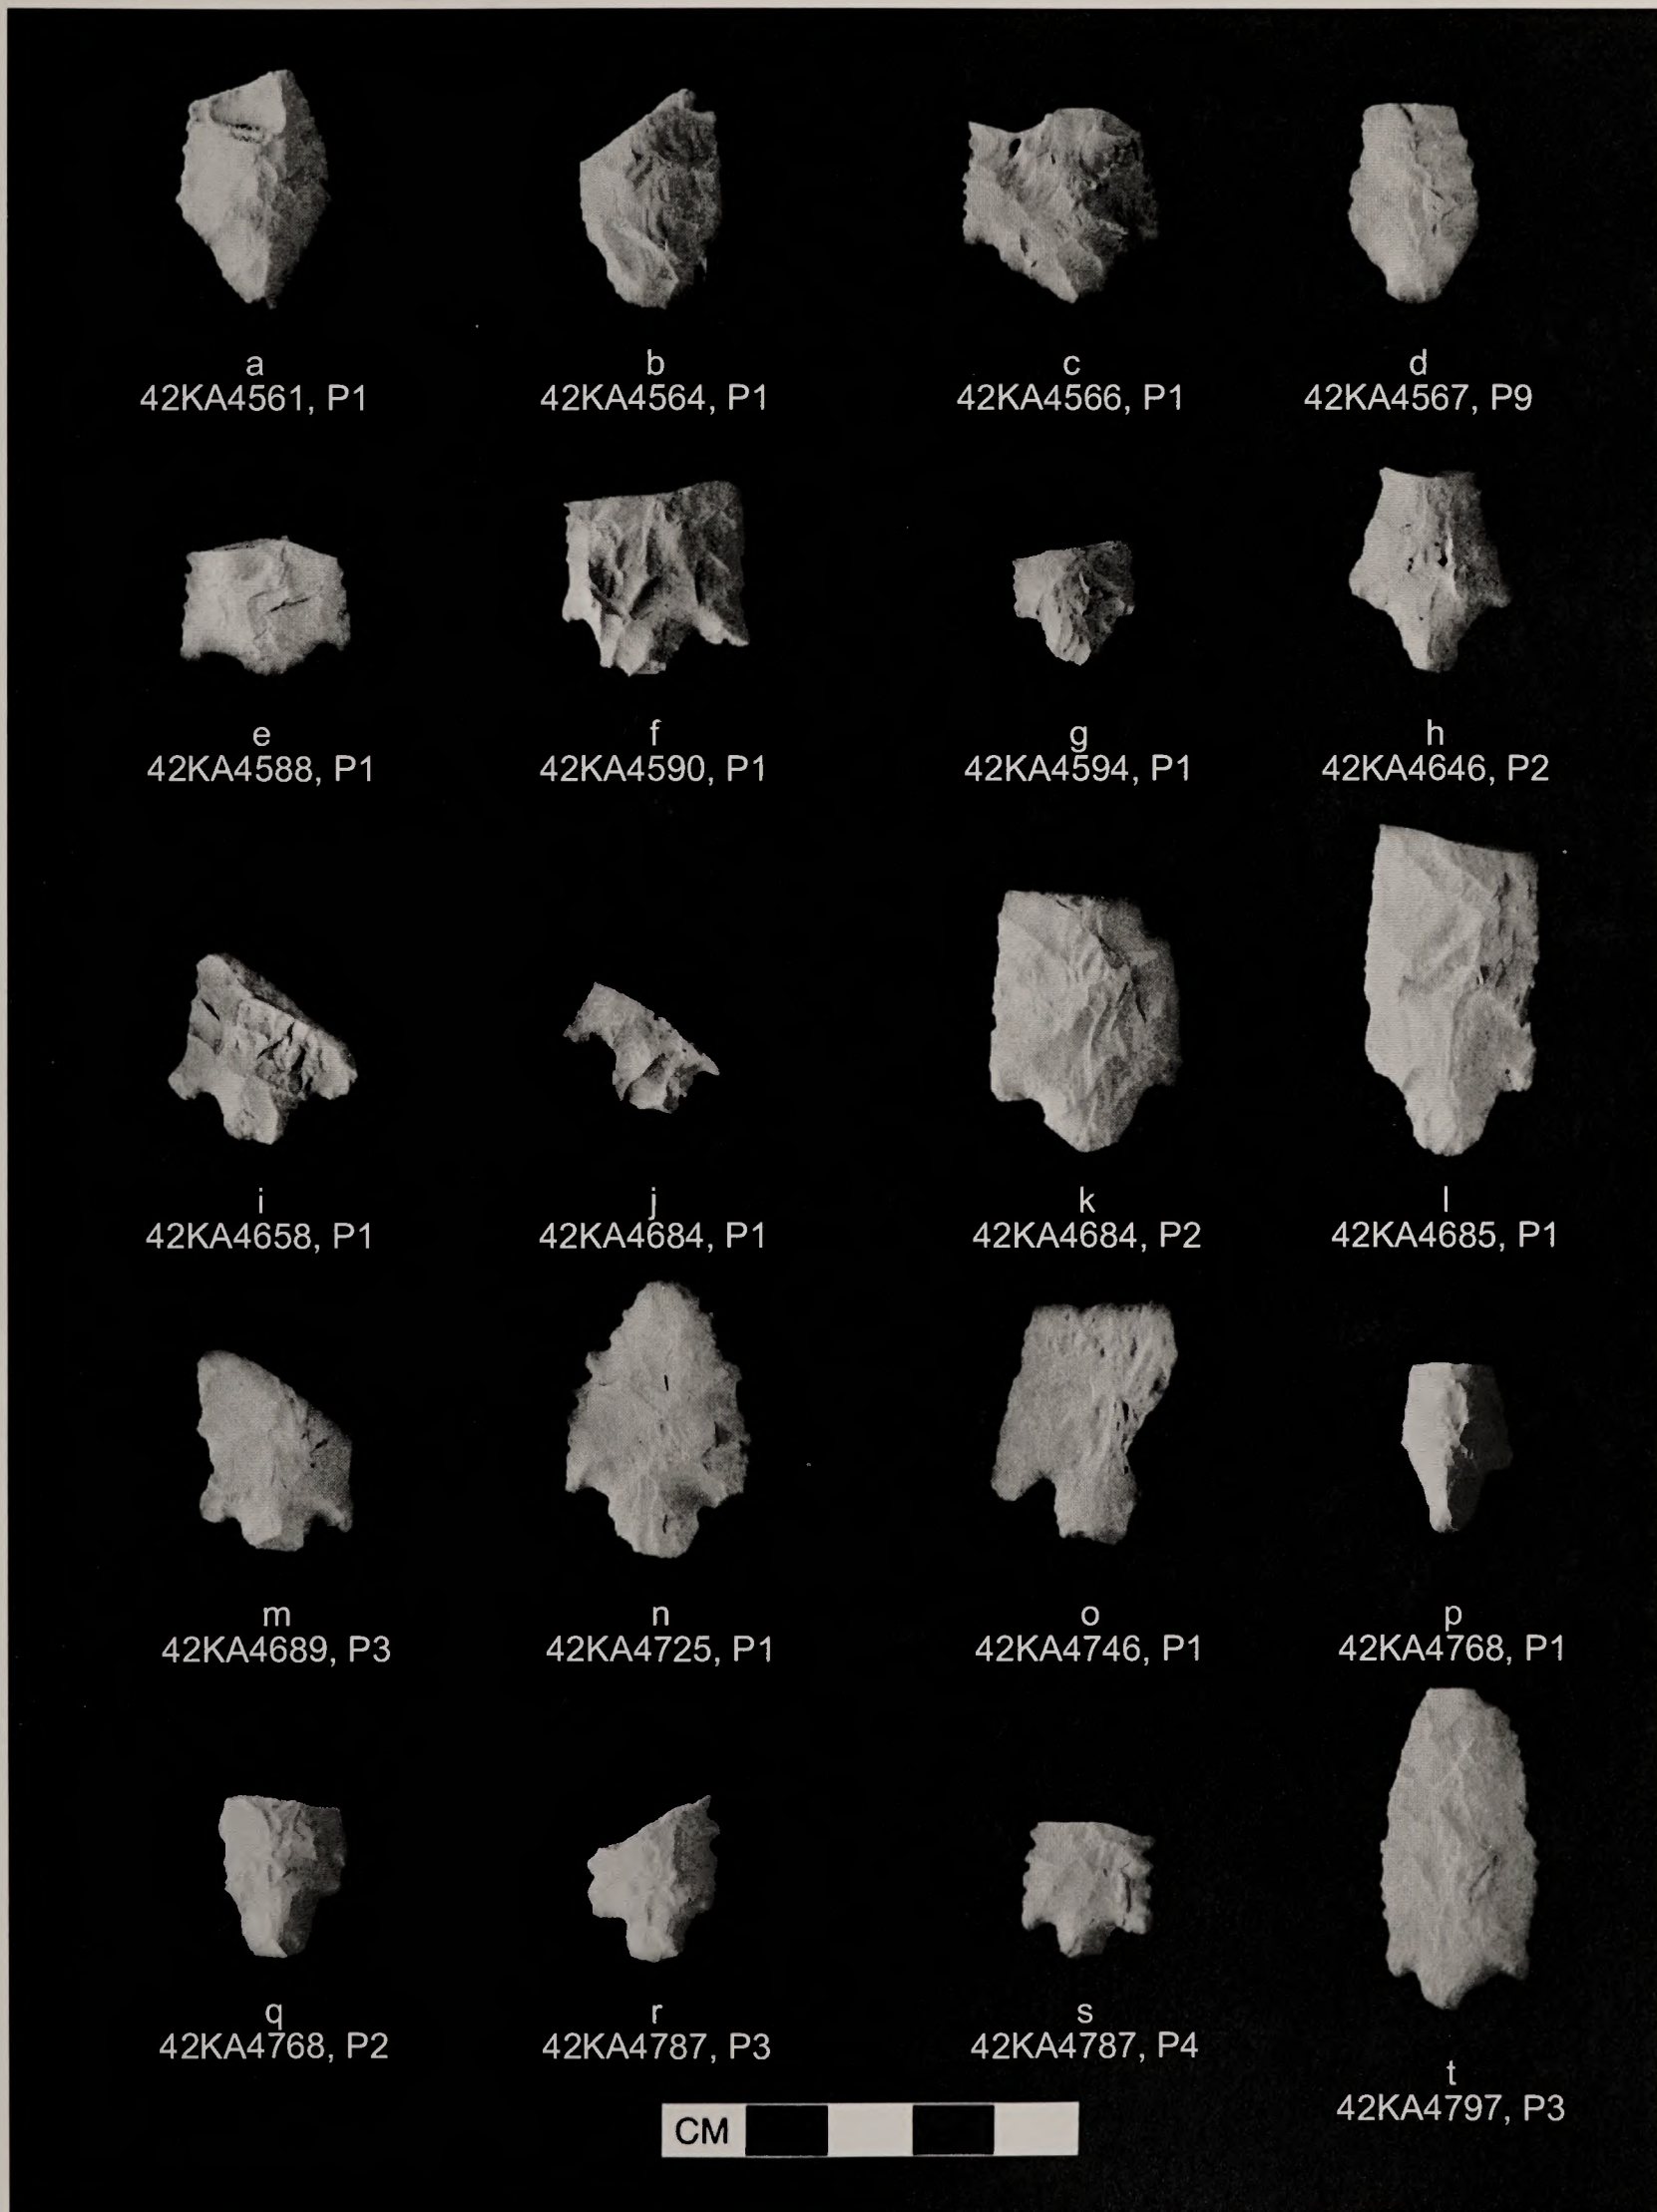 a
42KA4561, P1
b
42KA4564, P1
c
42KA4566, P1
d
42KA4567, P9
e
42KA4588, P1
f
42KA4590, P1
g
42KA4594, P1
h
42KA4646, P2
i
42KA4658, P1
j
42KA4684, P1
k
42KA4684, P2
l
42KA4685, P1
m
42KA4689, P3
n
42KA4725, P1
o
42KA4746, P1
p
42KA4768, P1
q
42KA4768, P2
r
42KA4787, P3
s
42KA4787, P4
t
42KA4797, P3
CM